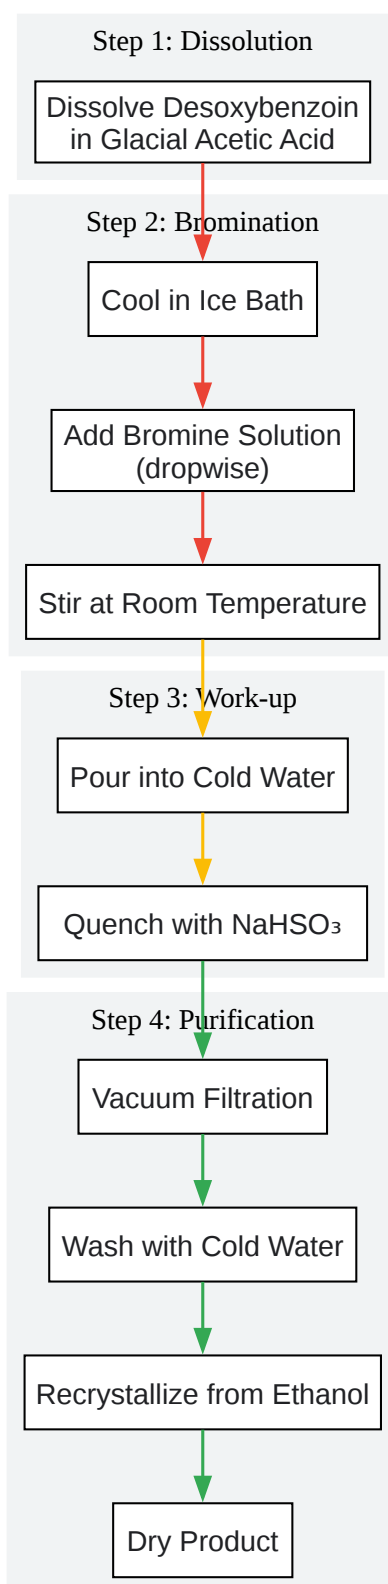 Step 1: Dissolution
Dissolve Desoxybenzoin
in Glacial Acetic Acid
Step 2: Bromination
Cool in Ice Bath
Add Bromine Solution
(dropwise)
Stir at Room Temperature
Step 3: Work-up
Pour into Cold Water
Quench with NaHSO₃
Step 4: Purification
Vacuum Filtration
Wash with Cold Water
Recrystallize from Ethanol
Dry Product